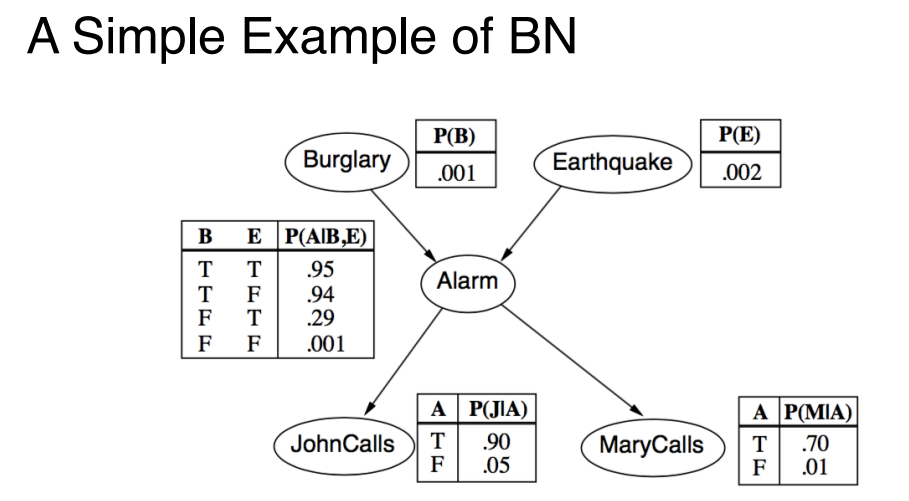 A Simple Example of BN
Burglary
P(B)
.001
Earthquake
P(E)
.002
B E P(A|B,E)
T T .95
T F .94
F T .29
F F .001
Alarm
JohnCalls
A P(J|A)
T .90
F .05
MaryCalls
A P(M|A)
T .70
F .01